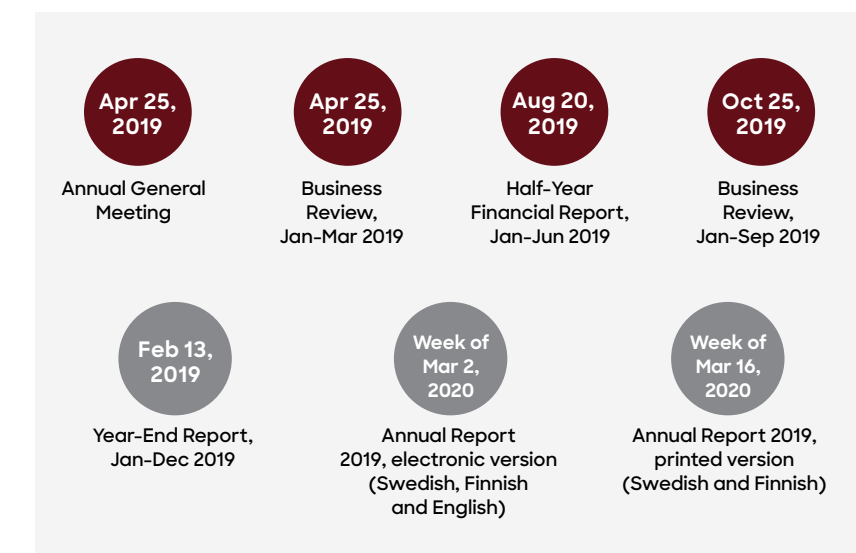 Apr 25,
2019
Annual General
Meeting
Apr 25,
2019
Business
Review,
Jan-Mar 2019
Aug 20,
2019
Half-Year
Financial Report,
Jan-Jun 2019
Oct 25,
2019
Business
Review,
Jan-Sep 2019
Feb 13,
2019
Year-End Report,
Jan-Dec 2019
Week of
Mar 2,
2020
Annual Report
2019, electronic version
(Swedish, Finnish
and English)
Week of
Mar 16,
2020
Annual Report 2019,
printed version
(Swedish and Finnish)